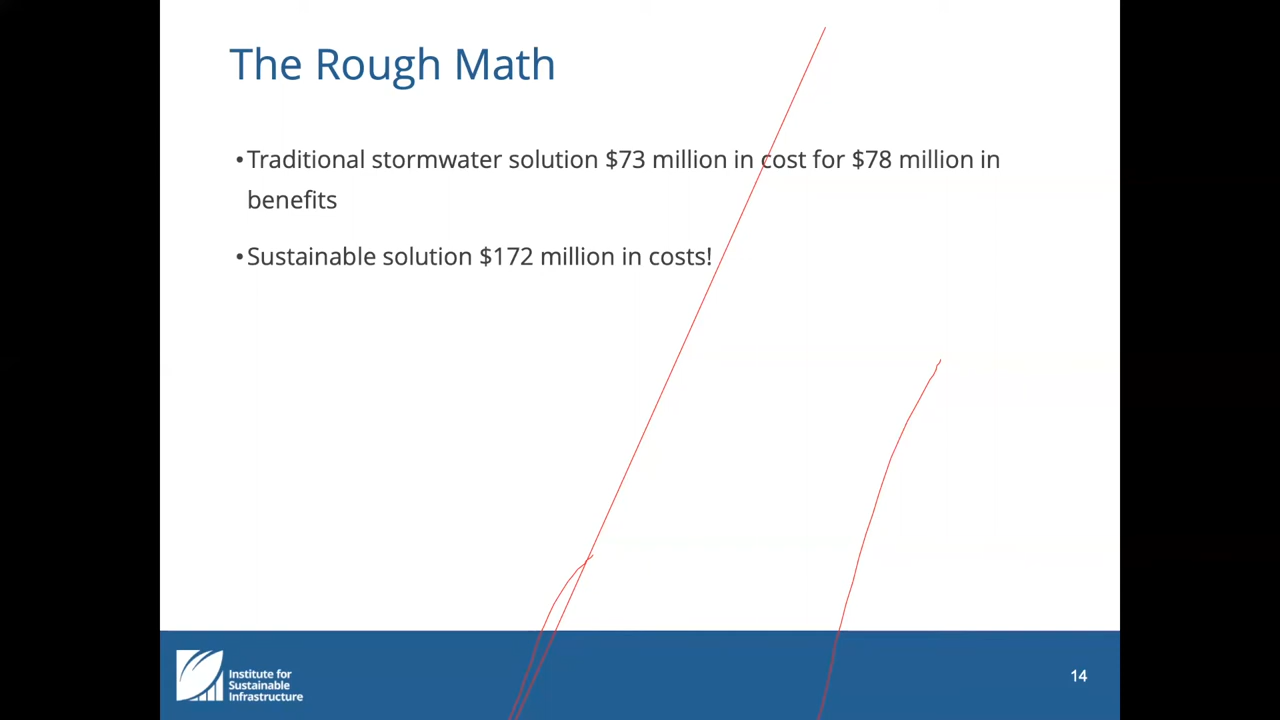 The Rough Math
•Traditional stormwater solution $73 million in cost for $78 million in
benefits
•Sustainable solution $172 million in costs!
Institute for
Sustainable
Infrastructure
14